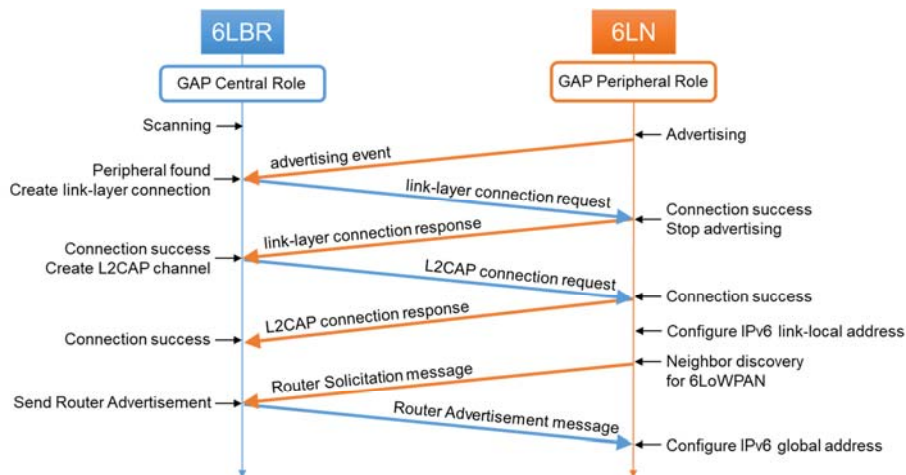 6LBR
6LN
GAP Central Role
GAP Peripheral Role
Scanning
Advertising
advertising event
Peripheral found
Create link-layer connection
link-layer connection request
Connection success
Stop advertising
link-layer connection response
Connection success
Create L2CAP channel
L2CAP connection request
Connection success
L2CAP connection response
Configure IPv6 link-local address
Connection success
Neighbor discovery
for 6LoWPAN
Router Solicitation message
Send Router Advertisement
Router Advertisement message
Configure IPv6 global address